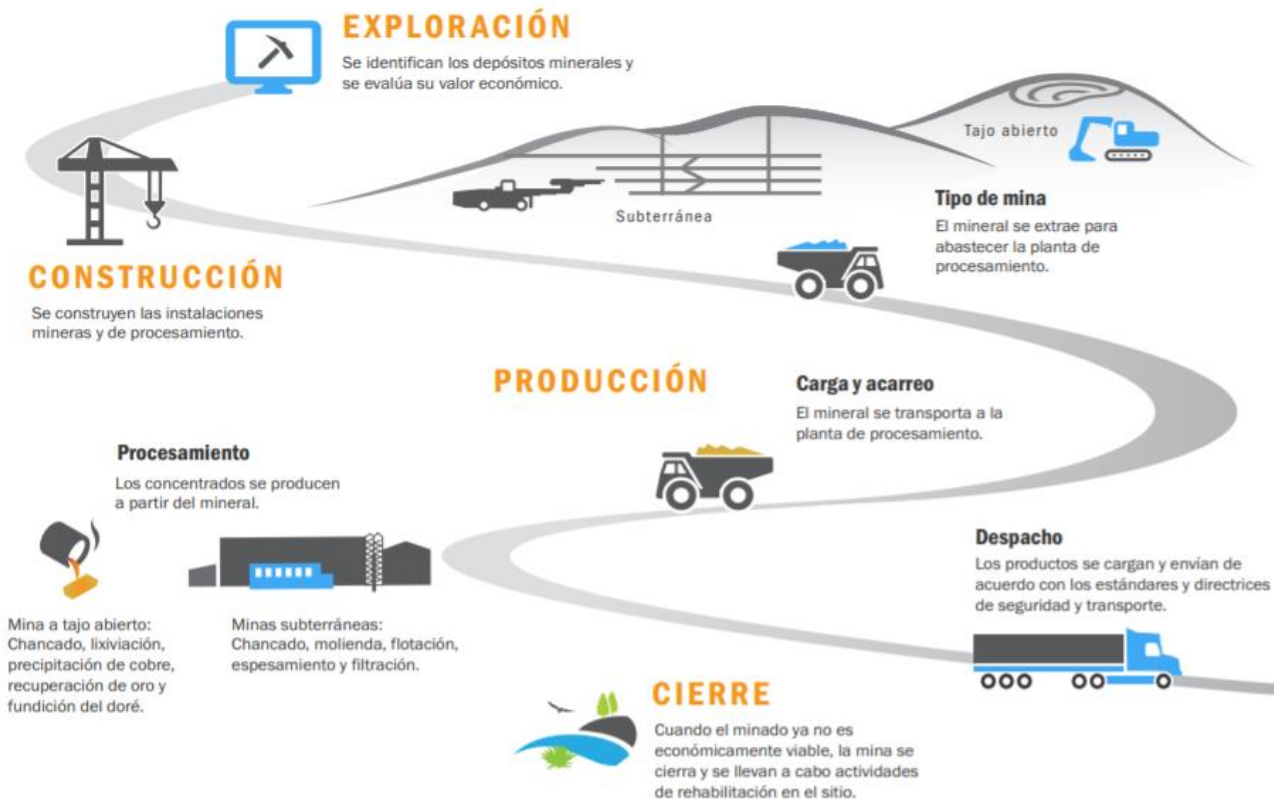 EXPLORACIÓN
Se identifican los depósitos minerales y
se evalúa su valor económico.
Tajo abierto
Subterránea
Tipo de mina
El mineral se extrae para
abastecer la planta de
procesamiento.
CONSTRUCCIÓN
Se construyen las instalaciones
mineras y de procesamiento.
PRODUCCIÓN
Carga y acarreo
El mineral se transporta a la
planta de procesamiento.
Procesamiento
Los concentrados se producen
a partir del mineral.
Mina a tajo abierto:
Chancado, lixiviación,
precipitación de cobre,
recuperación de oro y
fundición del doré.
Minas subterráneas:
Chancado, molienda, flotación,
espesamiento y filtración.
Despacho
Los productos se cargan y envían de
acuerdo con los estándares y directrices
de seguridad y transporte.
CIERRE
Cuando el minado ya no es
económicamente viable, la mina se
cierra y se llevan a cabo actividades
de rehabilitación en el sitio.